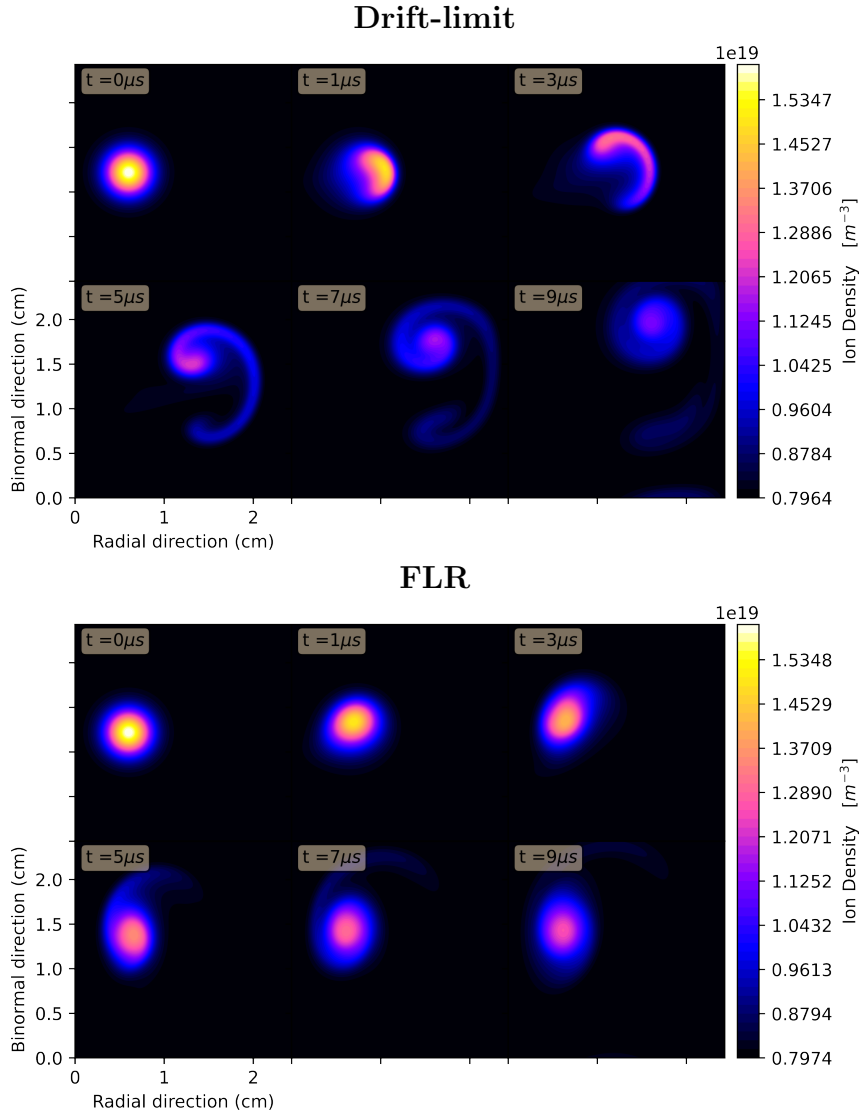 Drift-limit
1e19
t =0μs
t =1μs
t =3μs
1.5347
1.4527
1.3706
1.2886
1.2065
1.1245
1.0425
0.9604
0.8784
0.7964
Ion Density [m⁻³]
t =5μs
t =7μs
t =9μs
Binormal direction (cm)
2.0
1.5
1.0
0.5
0.0
0
1
2
Radial direction (cm)
FLR
1e19
t =0μs
t =1μs
t =3μs
1.5348
1.4529
1.3709
1.2890
1.2071
1.1252
1.0432
0.9613
0.8794
0.7974
Ion Density [m⁻³]
t =5μs
t =7μs
t =9μs
Binormal direction (cm)
2.0
1.5
1.0
0.5
0.0
0
1
2
Radial direction (cm)